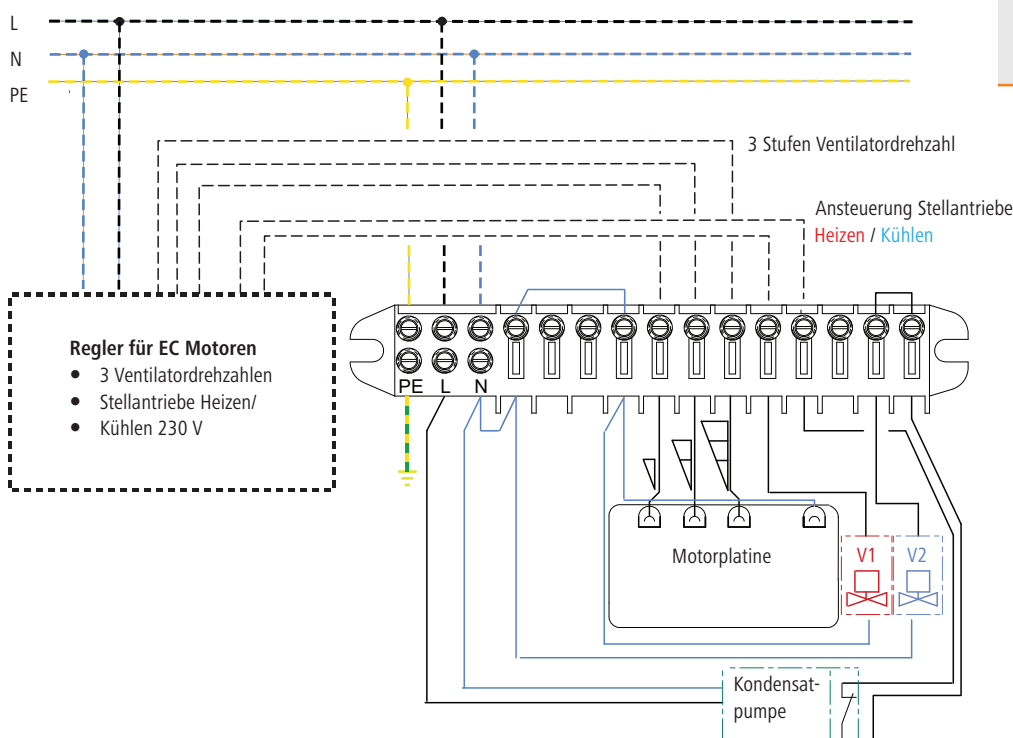 L
N
PE
3 Stufen Ventilatordrehzahl
Ansteuerung Stellantriebe
Heizen / Kühlen
Regler für EC Motoren
• 3 Ventilatordrehzahlen
• Stellantriebe Heizen/
• Kühlen 230 V
PE L N
Motorplatine
V1 V2
Kondensat-
pumpe